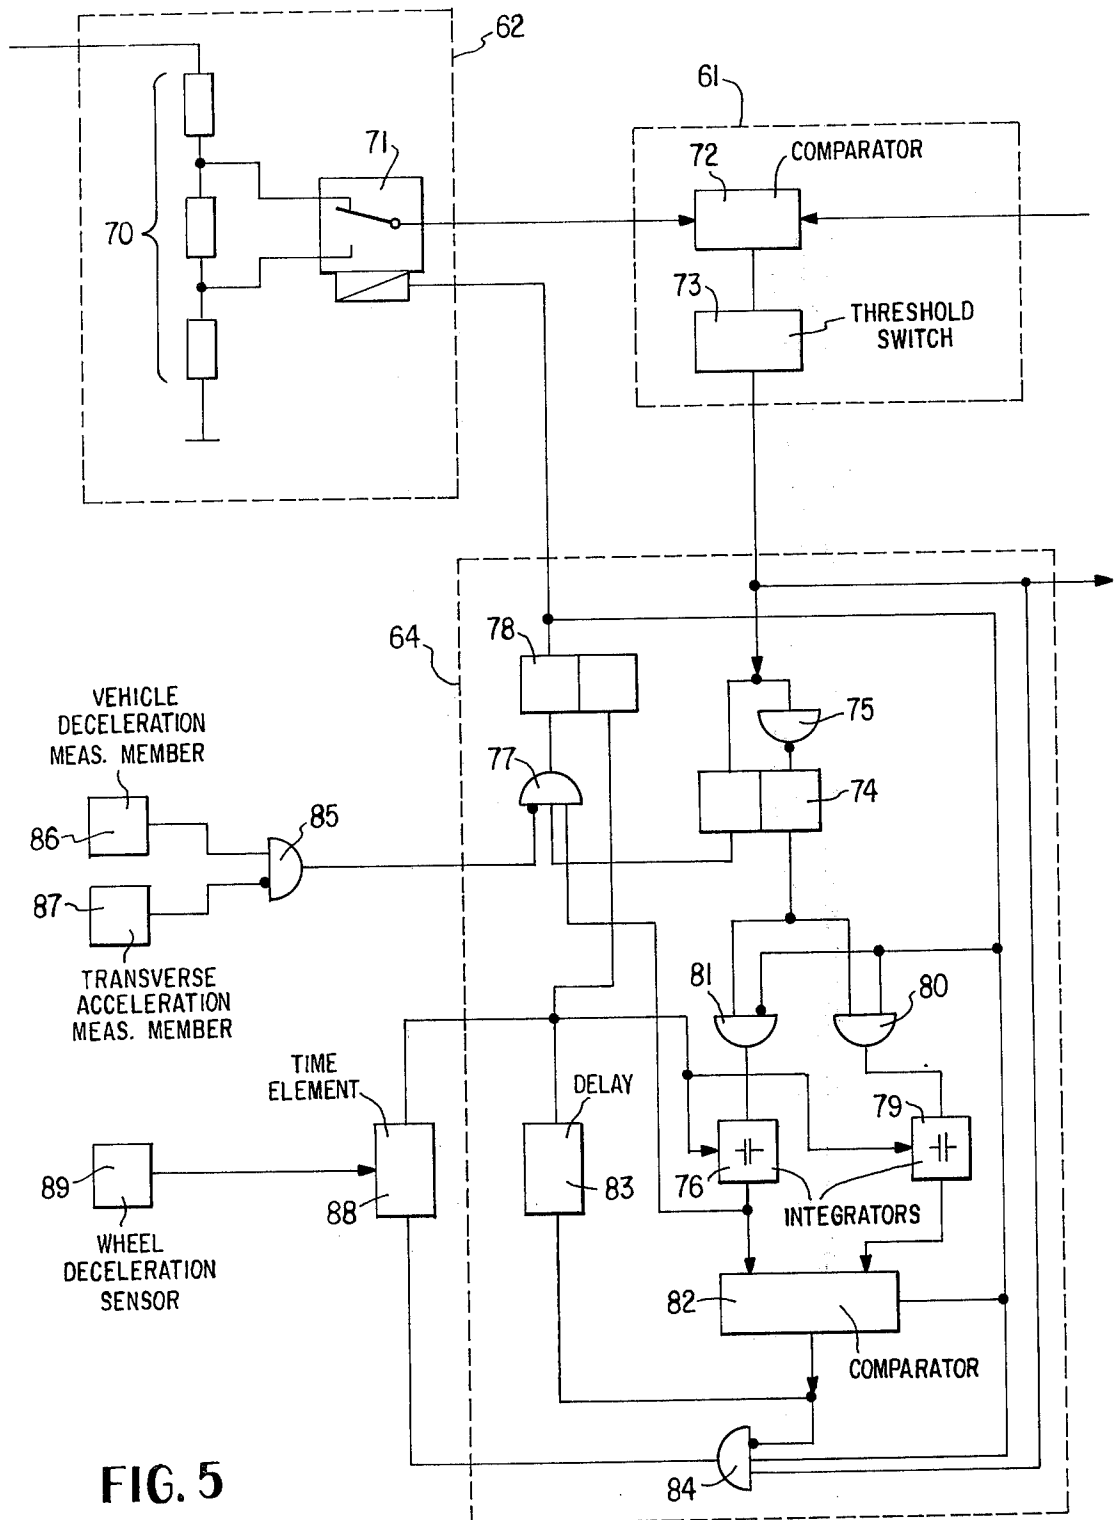 62
61
71
70
72
COMPARATOR
73
THRESHOLD
SWITCH
64
78
75
VEHICLE
DECELERATION
MEAS. MEMBER
77
74
86
85
87
TRANSVERSE
ACCELERATION
MEAS. MEMBER
81
80
TIME
ELEMENT
DELAY
79
89
88
83
76
INTEGRATORS
WHEEL
DECELERATION
SENSOR
82
COMPARATOR
84
FIG. 5